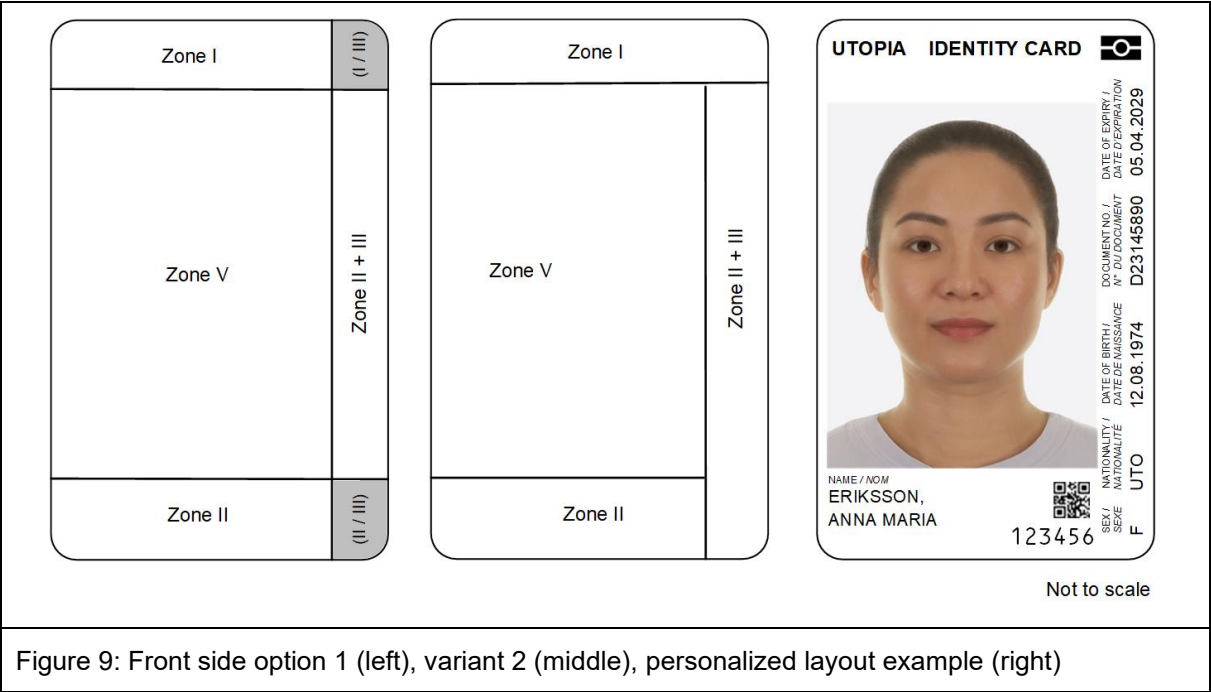 Zone I
(I / III)
Zone V
Zone II + III
Zone II
(II / III)
Zone I
Zone V
Zone II + III
Zone II
UTOPIA IDENTITY CARD
NAME / NOM
ERIKSSON,
ANNA MARIA
123456
SEX /
SEXE
F
NATIONALITY /
NATIONALITÉ
UTO
DATE OF BIRTH /
DATE DE NAISSANCE
12.08.1974
DOCUMENT NO. /
N° DU DOCUMENT
D23145890
DATE OF EXPIRY /
DATE D'EXPIRATION
05.04.2029
Not to scale
Figure 9: Front side option 1 (left), variant 2 (middle), personalized layout example (right)